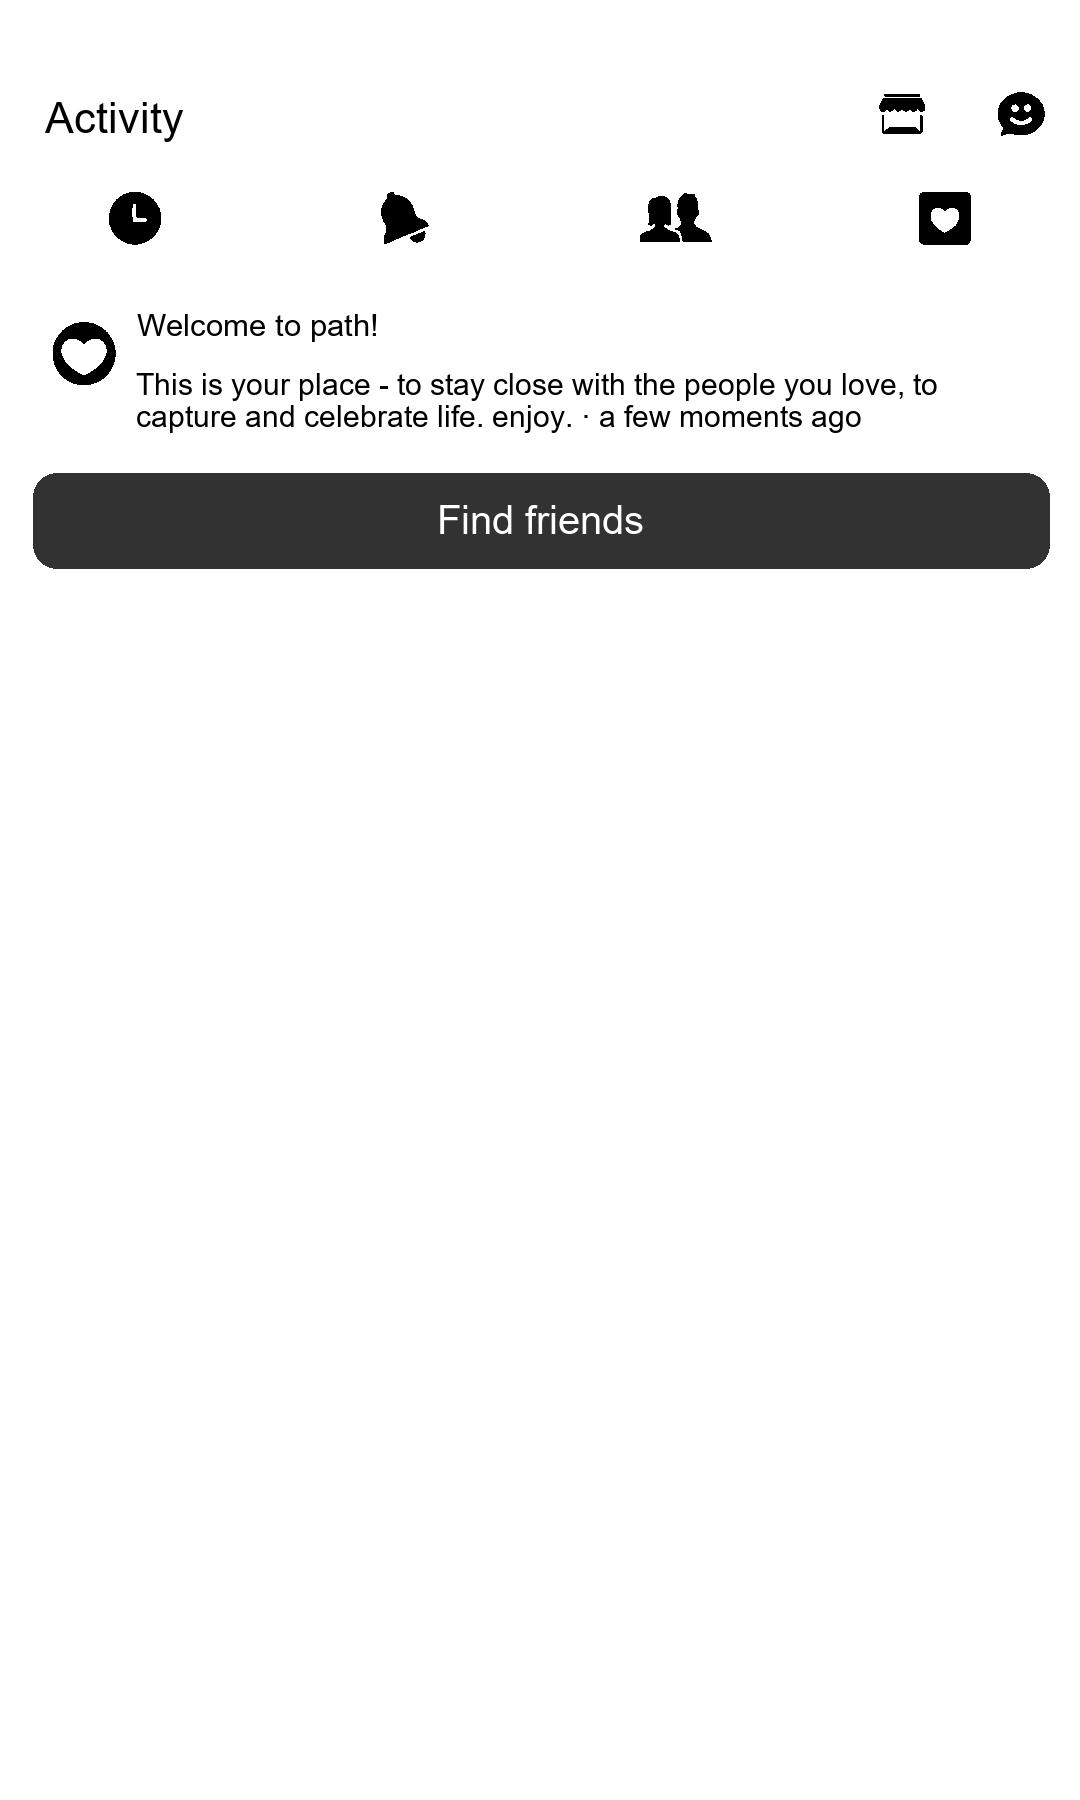 Activity
Welcome to path!
This is your place - to stay close with the people you love, to
capture and celebrate life. enjoy. · a few moments ago
Find friends